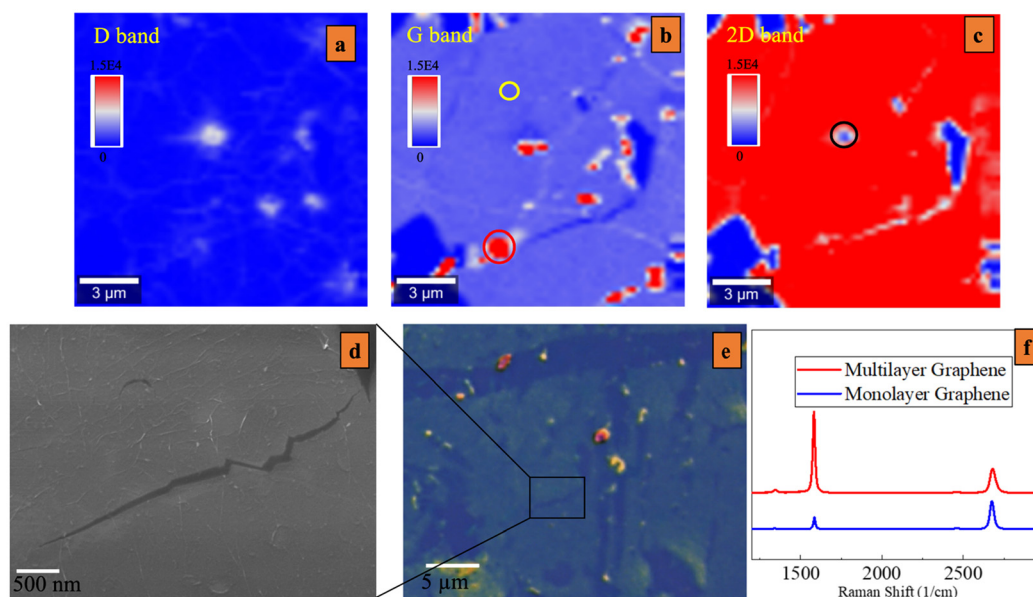 D band
a
1.5E4
0
3 μm
G band
b
1.5E4
0
3 μm
2D band
c
1.5E4
0
3 μm
d
500 nm
e
5 μm
f
Multilayer Graphene
Monolayer Graphene
1500 2000 2500
Raman Shift (1/cm)